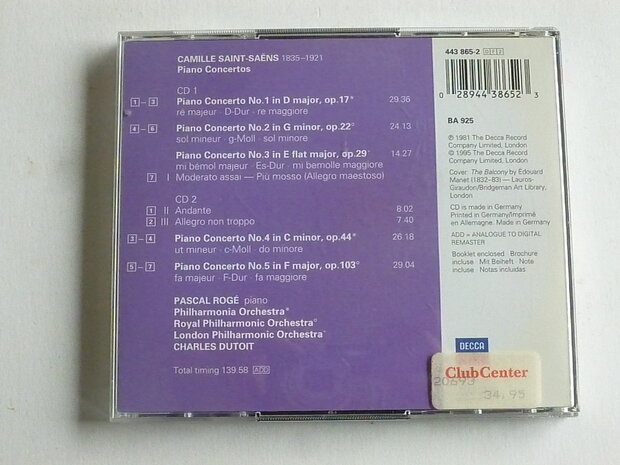 CAMILLE SAINT-SAËNS 1835–1921
Piano Concertos
CD 1
1 – 3 Piano Concerto No.1 in D major, op.17* 29.36
ré majeur · D-Dur · re maggiore
4 – 6 Piano Concerto No.2 in G minor, op.22° 24.13
sol mineur · g-Moll · sol minore
Piano Concerto No.3 in E flat major, op.29 14.27
mi bémol majeur · Es-Dur · mi bemolle maggiore
7 I Moderato assai — Più mosso (Allegro maestoso)
CD 2
1 II Andante 8.02
2 III Allegro non troppo 7.40
3 – 4 Piano Concerto No.4 in C minor, op.44* 26.18
ut mineur · c-Moll · do minore
5 – 7 Piano Concerto No.5 in F major, op.103° 29.04
fa majeur · F-Dur · fa maggiore
PASCAL ROGÉ piano
Philharmonia Orchestra*
Royal Philharmonic Orchestra°
London Philharmonic Orchestra
CHARLES DUTOIT
Total timing 139.58 ADD
443 865-2 DF2
0 28944 38652 3
BA 925
℗ 1981 The Decca Record
Company Limited, London
© 1995 The Decca Record
Company Limited, London
Cover: The Balcony by Édouard
Manet (1832–83) — Lauros-
Giraudon/Bridgeman Art Library,
London
CD is made in Germany
Printed in Germany/Imprimé
en Allemagne. Made in Germany
ADD = ANALOGUE TO DIGITAL
REMASTER
Booklet enclosed · Brochure
incluse · Mit Beiheft · Note
incluse · Notas incluidas
DECCA
ClubCenter
20693
34,95